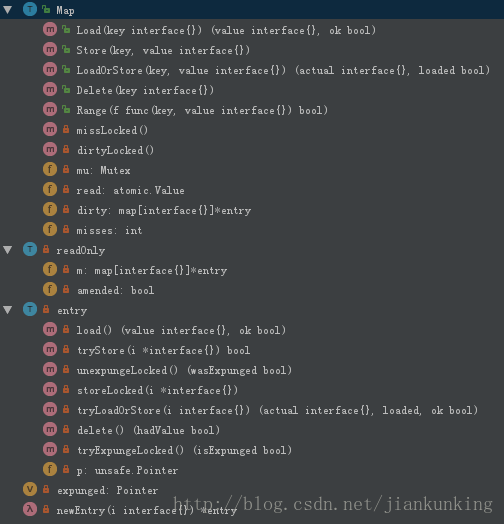 Map
Load(key interface{}) (value interface{}, ok bool)
Store(key, value interface{})
LoadOrStore(key, value interface{}) (actual interface{}, loaded bool)
Delete(key interface{})
Range(f func(key, value interface{}) bool)
missLocked()
dirtyLocked()
mu: Mutex
read: atomic.Value
dirty: map[interface{}]*entry
misses: int
readOnly
m: map[interface{}]*entry
amended: bool
entry
load() (value interface{}, ok bool)
tryStore(i *interface{}) bool
unexpungeLocked() (wasExpunged bool)
storeLocked(i *interface{})
tryLoadOrStore(i interface{}) (actual interface{}, loaded, ok bool)
delete() (hadValue bool)
tryExpungeLocked() (isExpunged bool)
p: unsafe.Pointer
expunged: Pointer
newEntry(i interface{}) *entry
http://blog.csdn.net/jiankunking